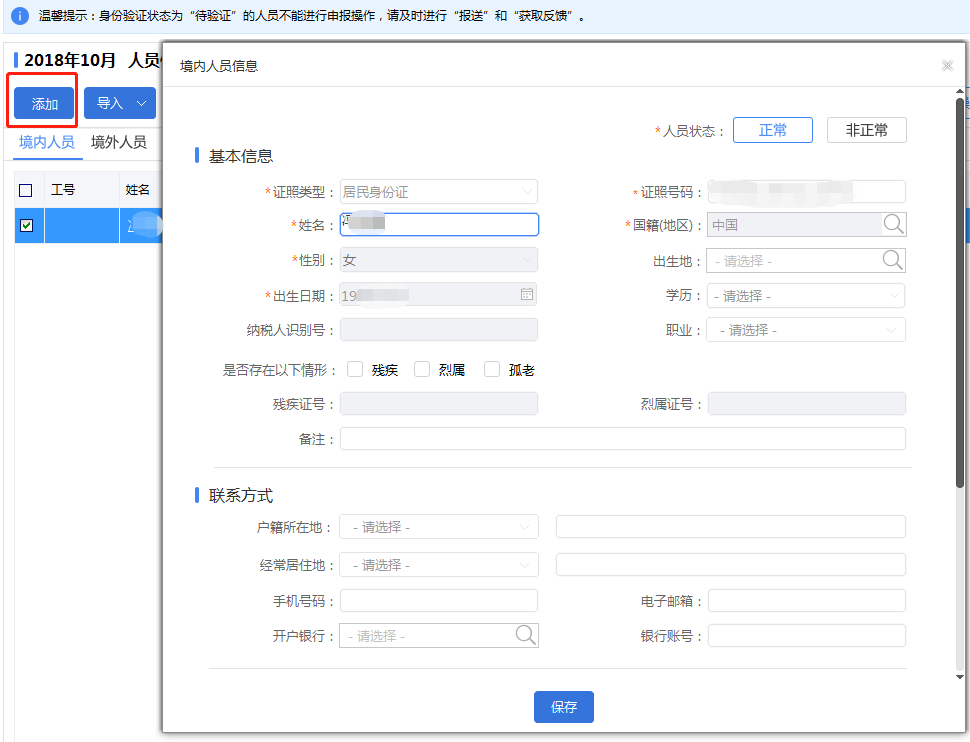 温馨提示：身份验证状态为“待验证”的人员不能进行申报操作，请及时进行“报送”和“获取反馈”。
2018年10月 人员
境内人员信息
添加
导入
*人员状态： 正常 非正常
境内人员 境外人员
基本信息
工号 姓名
*证照类型： 居民身份证 *证照号码：
*姓名： *国籍(地区)： 中国
*性别： 女 出生地： - 请选择 -
*出生日期： 19 学历： - 请选择 -
纳税人识别号： 职业： - 请选择 -
是否存在以下情形： 残疾 烈属 孤老
残疾证号： 烈属证号：
备注：
联系方式
户籍所在地： - 请选择 -
经常居住地： - 请选择 -
手机号码： 电子邮箱：
开户银行： - 请选择 - 银行账号：
保存